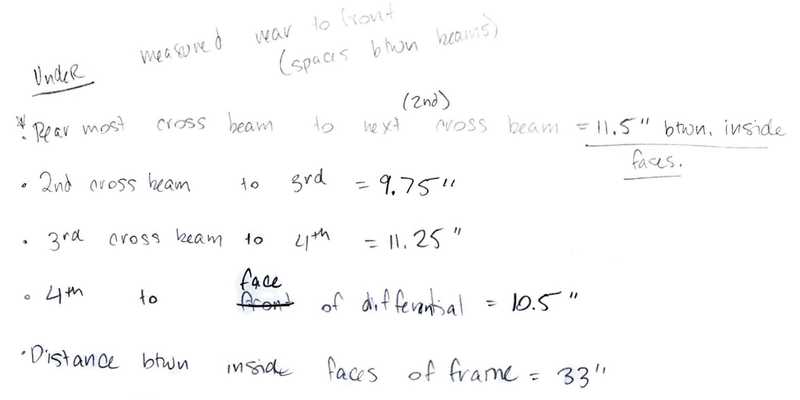 measured rear to front
(spaces btwn beams)
Under
(2nd)
* Rear most cross beam to next cross beam = 11.5" btwn. inside
faces.
• 2nd cross beam to 3rd = 9.75"
• 3rd cross beam to 4th = 11.25"
face
• 4th to front of differential = 10.5"
• Distance btwn inside faces of frame = 33"